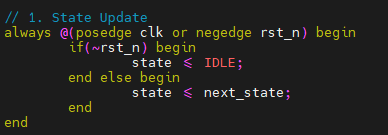 // 1. State Update
always @(posedge clk or negedge rst_n) begin
        if(~rst_n) begin
                state <= IDLE;
        end else begin
                state <= next_state;
        end
end